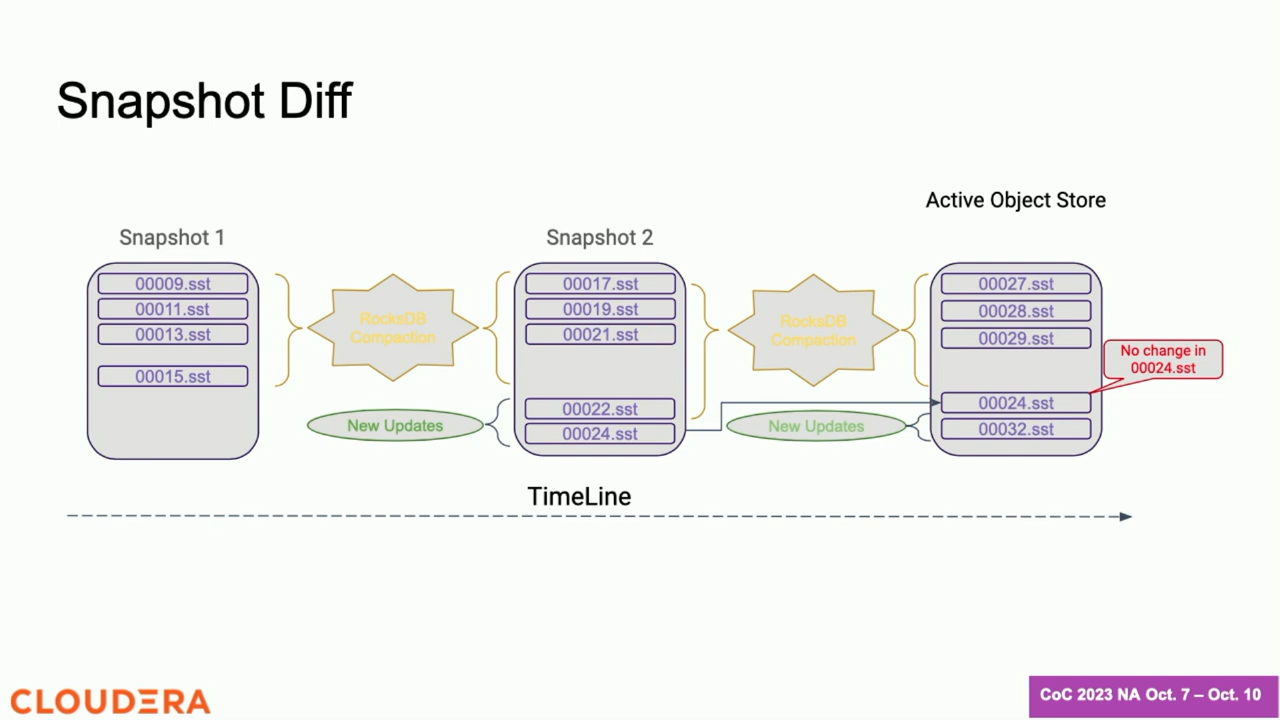 Snapshot Diff
Active Object Store
Snapshot 1
Snapshot 2
00009.sst
00011.sst
00013.sst
00015.sst
RocksDB
Compaction
New Updates
00017.sst
00019.sst
00021.sst
00022.sst
00024.sst
RocksDB
Compaction
New Updates
00027.sst
00028.sst
00029.sst
00024.sst
00032.sst
No change in
00024.sst
TimeLine
CLOUDERA
CoC 2023 NA Oct. 7 – Oct. 10